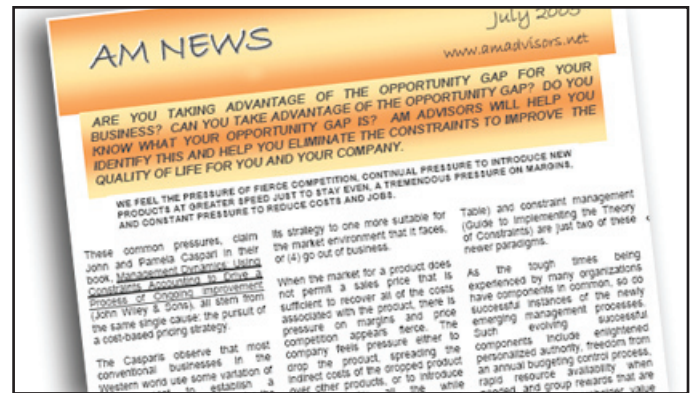 AM NEWS
July 2005
www.amadvisors.net
ARE YOU TAKING ADVANTAGE OF THE OPPORTUNITY GAP FOR YOUR
BUSINESS? CAN YOU TAKE ADVANTAGE OF THE OPPORTUNITY GAP? DO YOU
KNOW WHAT YOUR OPPORTUNITY GAP IS? AM ADVISORS WILL HELP YOU
IDENTIFY THIS AND HELP YOU ELIMINATE THE CONSTRAINTS TO IMPROVE THE
QUALITY OF LIFE FOR YOU AND YOUR COMPANY.
WE FEEL THE PRESSURE OF FIERCE COMPETITION, CONTINUAL PRESSURE TO INTRODUCE NEW
PRODUCTS AT GREATER SPEED JUST TO STAY EVEN, A TREMENDOUS PRESSURE ON MARGINS,
AND CONSTANT PRESSURE TO REDUCE COSTS AND JOBS.
These common pressures, claim
John and Pamela Caspari in their
book, Management Dynamics: Using
Constraints Accounting to Drive a
Process of Ongoing Improvement
(John Wiley & Sons), all stem from
the same single cause: the pursuit of
a cost-based pricing strategy.
The Casparis observe that most
conventional businesses in the
Western world use some variation of
to establish a
its strategy to one more suitable for
the market environment that it faces,
or (4) go out of business.
When the market for a product does
not permit a sales price that is
sufficient to recover all of the costs
associated with the product, there is
pressure on margins and price
competition appears fierce. The
company feels pressure either to
drop the product, spreading the
indirect costs of the dropped product
over other products, or to introduce
all the while
Table) and constraint management
(Guide to Implementing the Theory
of Constraints) are just two of these
newer paradigms.
As the tough times being
experienced by many organizations
have components in common, so do
successful instances of the newly
emerging management processes.
Such evolving successful
components include enlightened
personalized authority, freedom from
an annual budgeting control process,
rapid resource availability when
needed, and group rewards that are
value